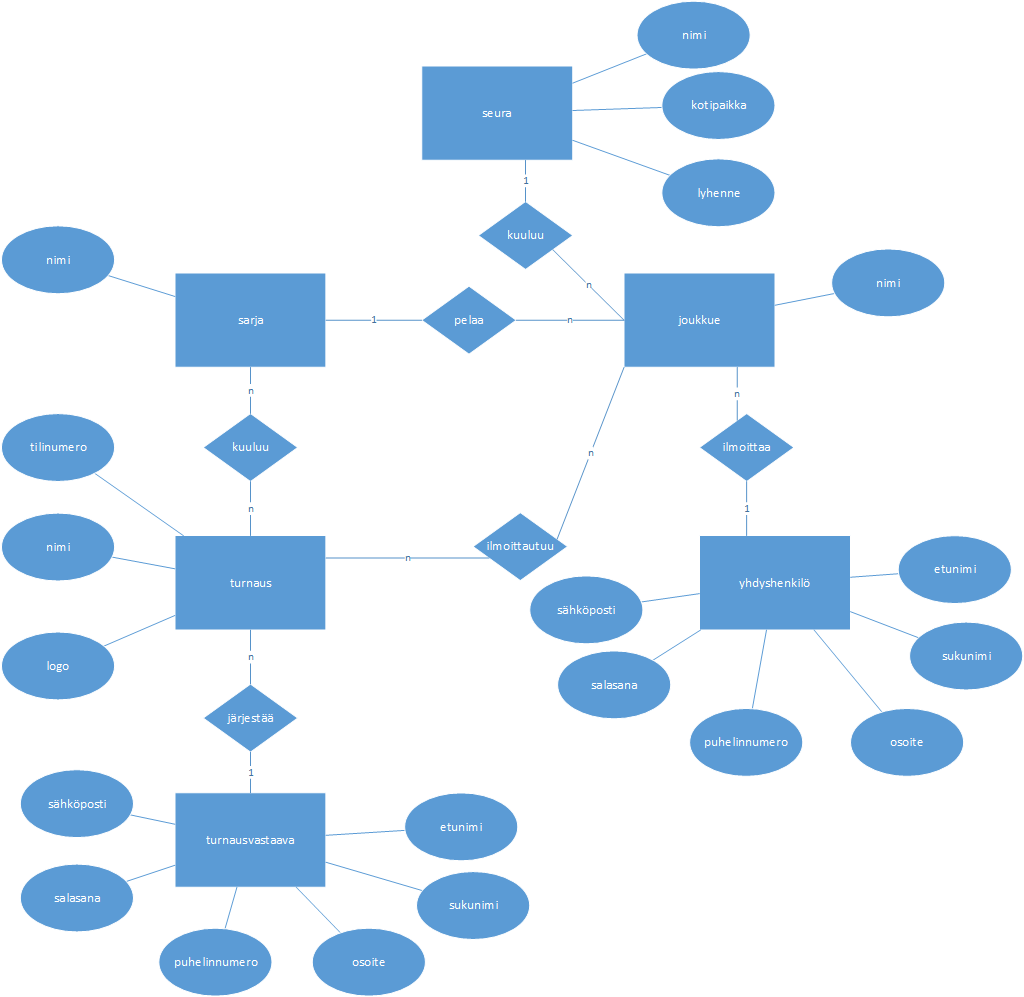 nimi
kotipaikka
seura
1
lyhenne
kuuluu
nimi
nimi
n
sarja
1
pelaa
n
joukkue
n
n
tilinumero
kuuluu
ilmoittaa
n
n
1
nimi
ilmoittautuu
n
etunimi
turnaus
yhdyshenkilö
sähköposti
n
sukunimi
logo
salasana
järjestää
puhelinnumero
osoite
1
sähköposti
etunimi
turnausvastaava
salasana
sukunimi
puhelinnumero
osoite